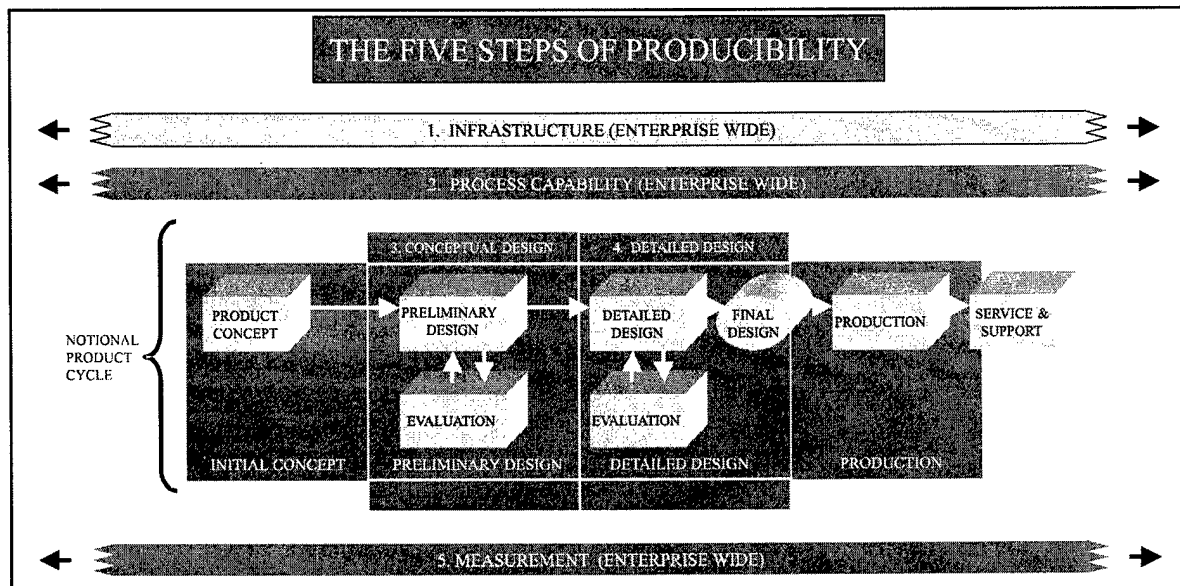 THE FIVE STEPS OF PRODUCIBILITY
1. INFRASTRUCTURE (ENTERPRISE WIDE)
2. PROCESS CAPABILITY (ENTERPRISE WIDE)
3. CONCEPTUAL DESIGN
4. DETAILED DESIGN
NOTIONAL
PRODUCT
CYCLE
PRODUCT
CONCEPT
PRELIMINARY
DESIGN
DETAILED
DESIGN
FINAL
DESIGN
PRODUCTION
SERVICE &
SUPPORT
EVALUATION
EVALUATION
INITIAL CONCEPT
PRELIMINARY DESIGN
DETAILED DESIGN
PRODUCTION
5. MEASUREMENT (ENTERPRISE WIDE)